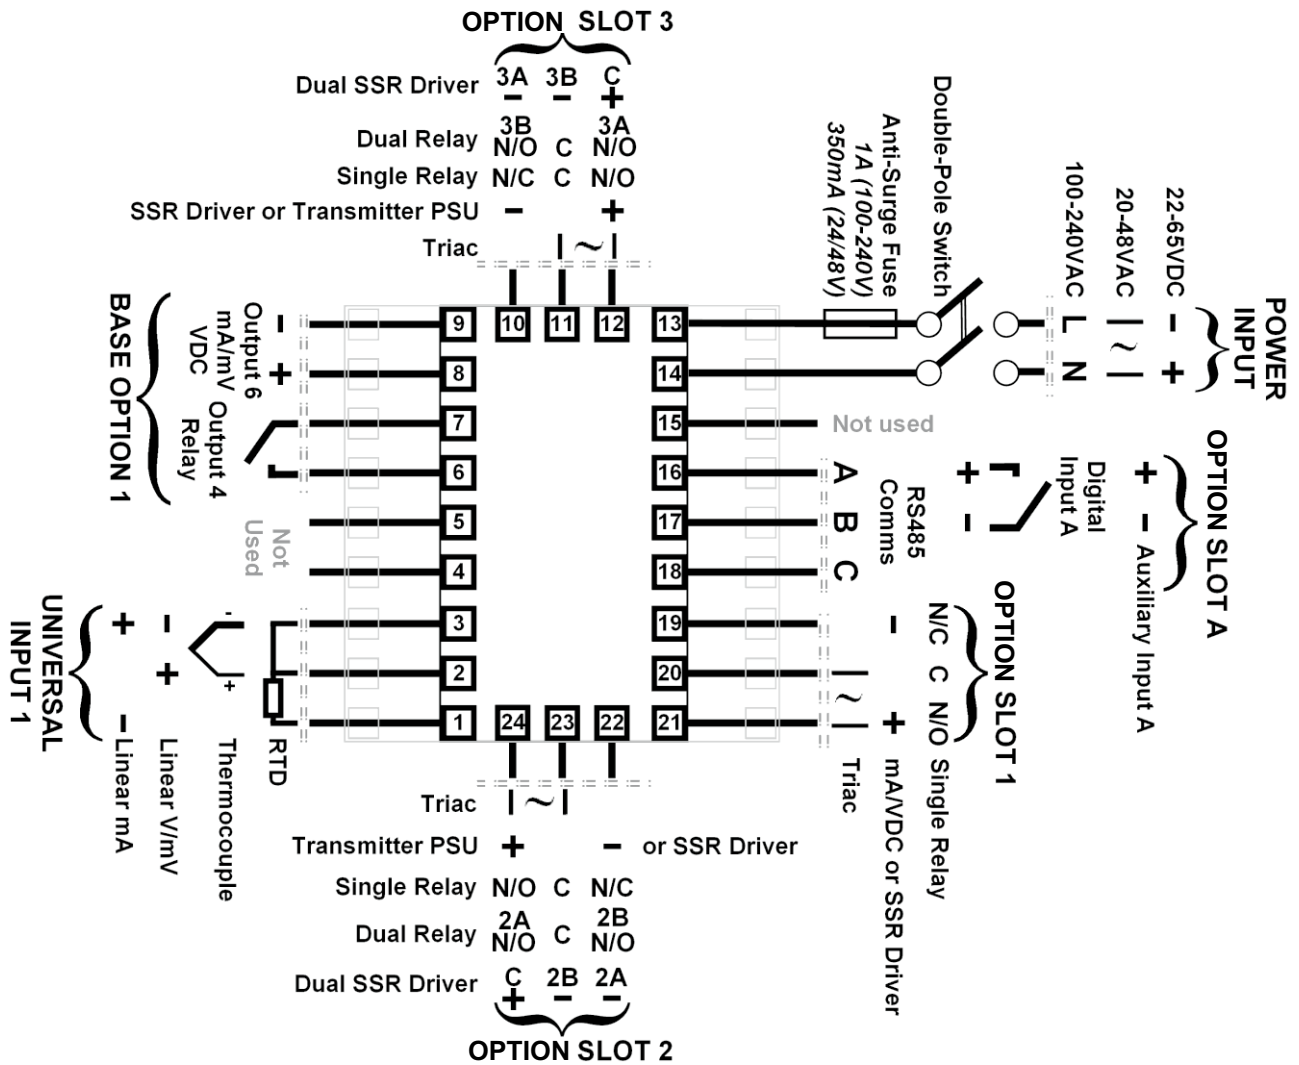 OPTION SLOT 3
Dual SSR Driver 3A 3B C
− − +
Dual Relay 3B 3A
N/O C N/O
Single Relay N/C C N/O
SSR Driver or Transmitter PSU − +
Triac ~
Double-Pole Switch
Anti-Surge Fuse
1A (100-240V)
350mA (24/48V)
100-240VAC L N
20-48VAC ~
22-65VDC − +
POWER
INPUT
BASE OPTION 1
Output 6
mA/mV
VDC
− +
Output 4
Relay
Not
Used
9 10 11 12 13
8 14
7 15
6 16
5 17
4 18
3 19
2 20
1 24 23 22 21
Not used
A
B
C
RS485
Comms
+ −
Digital
Input A
+ − Auxiliary Input A
OPTION SLOT A
UNIVERSAL
INPUT 1
+ − Linear mA
− + Linear V/mV
- + Thermocouple
RTD
OPTION SLOT 1
N/C C N/O Single Relay
− + mA/VDC or SSR Driver
~ Triac
Triac ~
Transmitter PSU + − or SSR Driver
Single Relay N/O C N/C
Dual Relay 2A 2B
N/O C N/O
Dual SSR Driver C 2B 2A
+ − −
OPTION SLOT 2